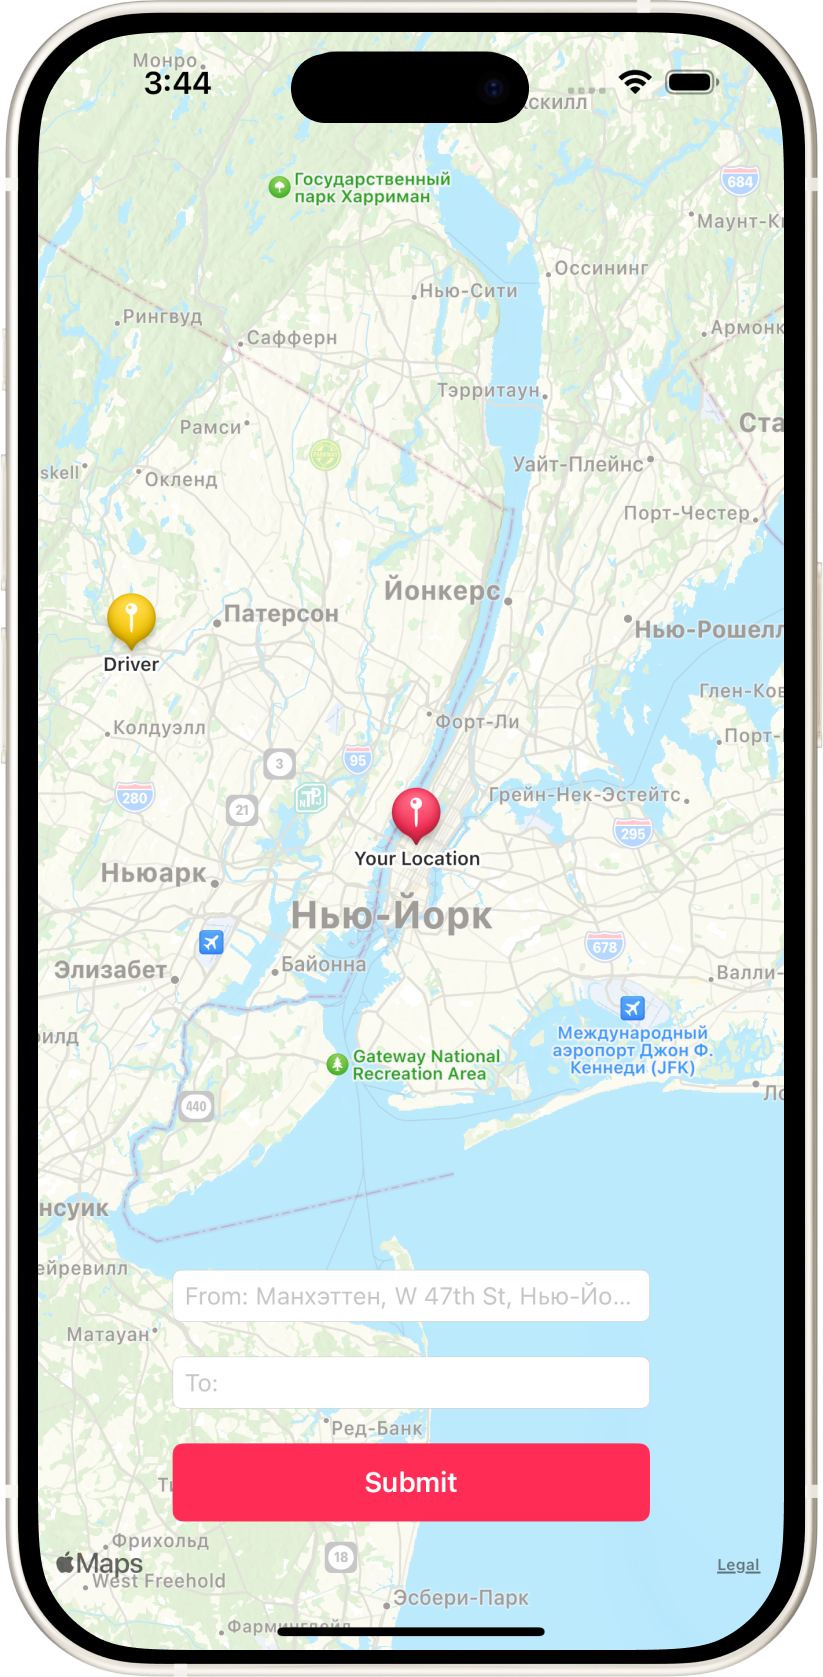 Монро
3:44
скилл
Государственный
парк Харриман
684
Маунт-Ки
Оссининг
Нью-Сити
Рингвуд
Армонк
Сафферн
Тэрритаун
Рамси
Ста
Уайт-Плейнс
skell
Окленд
Порт-Честер
Йонкерс
Патерсон
Нью-Рошелл
Driver
Глен-Ков
Форт-Ли
Колдуэлл
Порт-
3
95
280
21
NTPJ
Грейн-Нек-Эстейтс
295
Your Location
Ньюарк
Нью-Йорк
678
Байонна
Элизабет
Валли-
Международный
аэропорт Джон Ф.
Кеннеди (JFK)
Gateway National
Recreation Area
илд
440
Ло
нсуик
ейревилл
From: Манхэттен, W 47th St, Нью-Йо...
Матауан
To:
Ред-Банк
Submit
Фрихольд
Maps
18
Legal
West Freehold
Эсбери-Парк
Фармингдейл